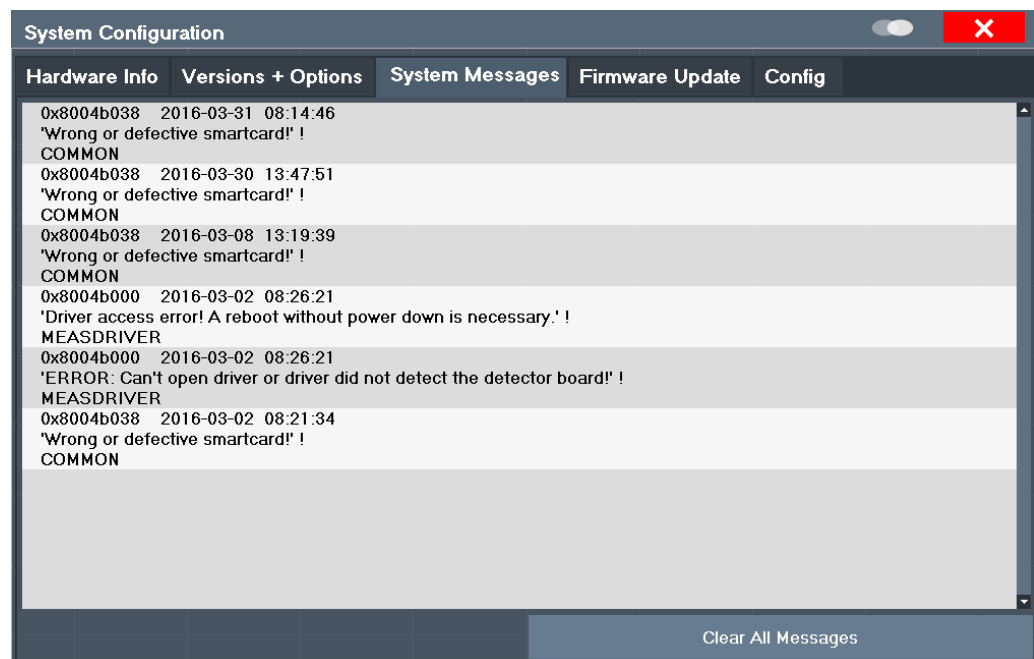 System Configuration
Hardware Info Versions + Options System Messages Firmware Update Config
0x8004b038 2016-03-31 08:14:46
'Wrong or defective smartcard!' !
COMMON
0x8004b038 2016-03-30 13:47:51
'Wrong or defective smartcard!' !
COMMON
0x8004b038 2016-03-08 13:19:39
'Wrong or defective smartcard!' !
COMMON
0x8004b000 2016-03-02 08:26:21
'Driver access error! A reboot without power down is necessary.' !
MEASDRIVER
0x8004b000 2016-03-02 08:26:21
'ERROR: Can't open driver or driver did not detect the detector board!' !
MEASDRIVER
0x8004b038 2016-03-02 08:21:34
'Wrong or defective smartcard!' !
COMMON
Clear All Messages